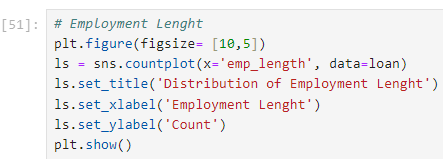 [51]: # Employment Lenght
plt.figure(figsize= [10,5])
ls = sns.countplot(x='emp_length', data=loan)
ls.set_title('Distribution of Employment Lenght')
ls.set_xlabel('Employment Lenght')
ls.set_ylabel('Count')
plt.show()